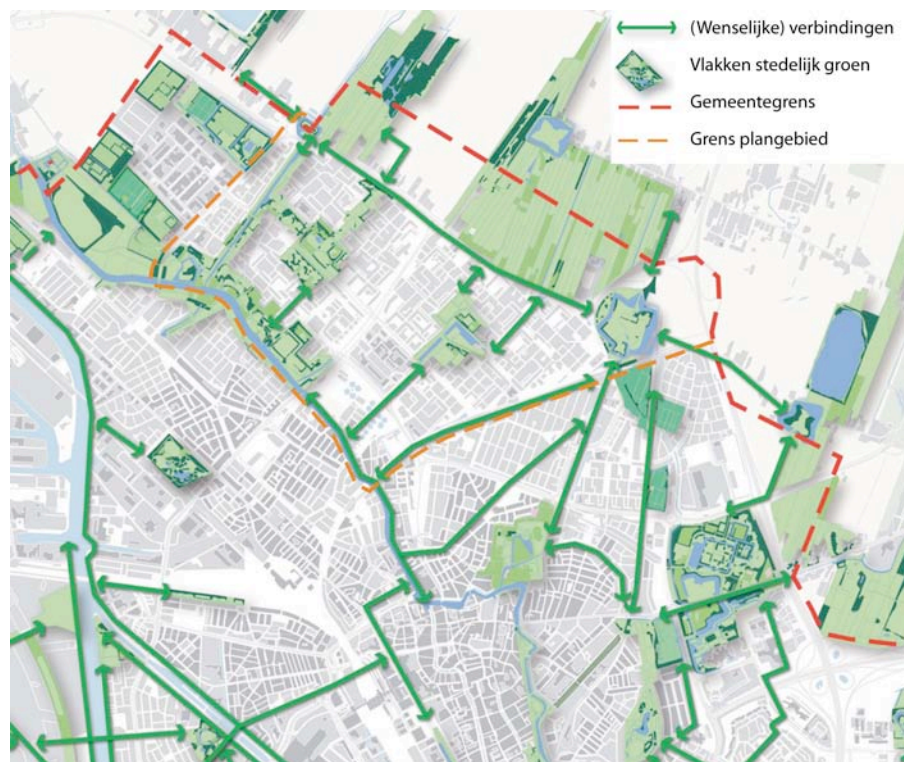 (Wenselijke) verbindingen
Vlakken stedelijk groen
Gemeentegrens
Grens plangebied